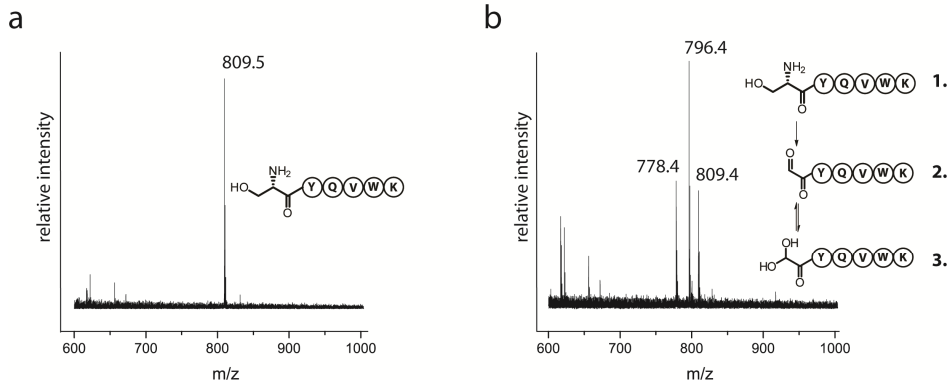 a
relative intensity
809.5
HO
NH₂
O
Y Q V W K
600 700 800 900 1000
m/z
b
relative intensity
796.4
778.4
809.4
NH₂
HO
O
Y Q V W K
1.
O
O
Y Q V W K
2.
OH
HO
O
Y Q V W K
3.
600 700 800 900 1000
m/z